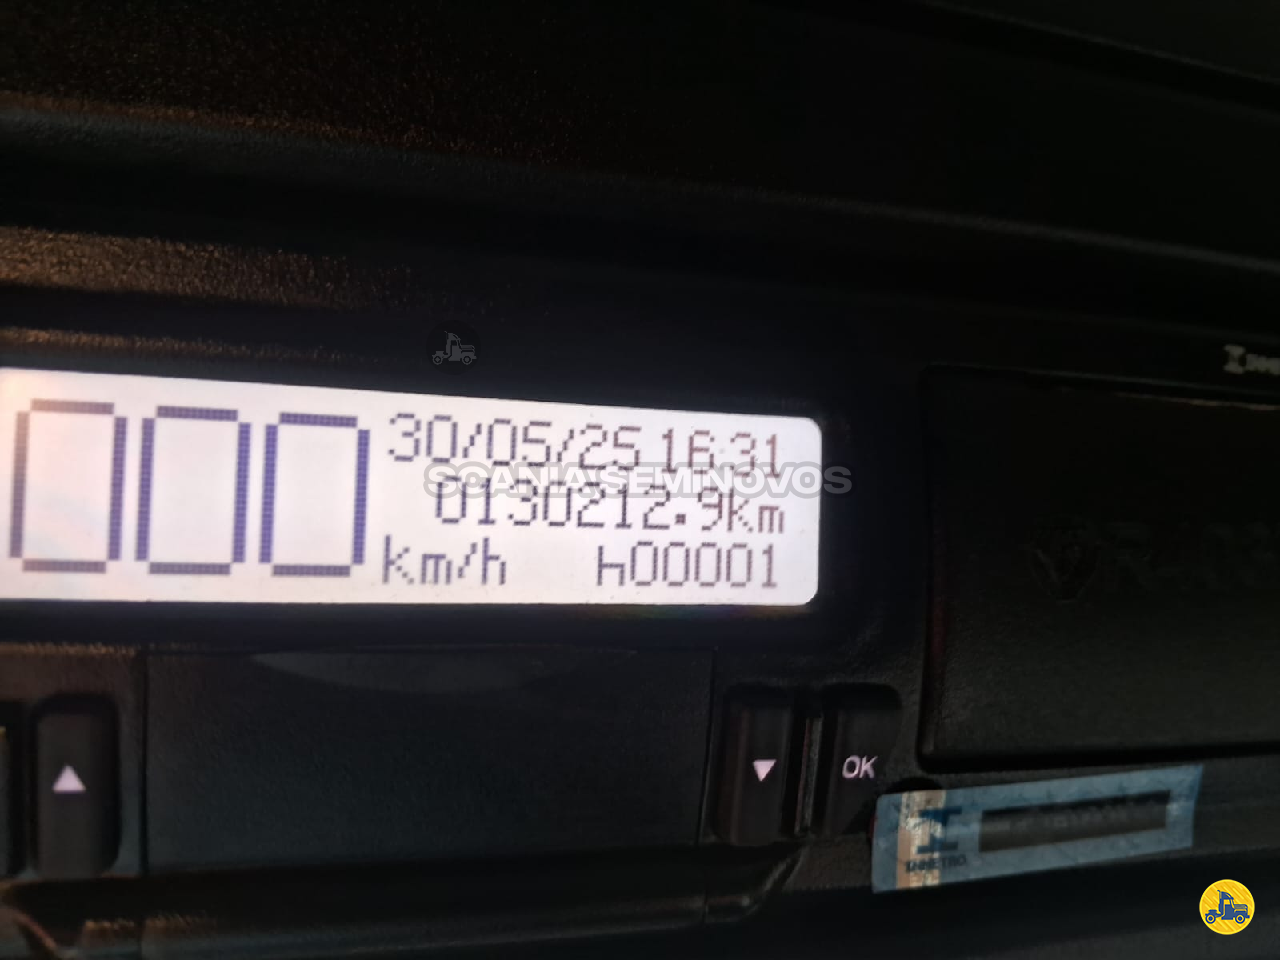 000 km/h
30/05/25 16:31
SCANIA SEMINOVOS
0130212.9km
h00001
OK
INMETRO